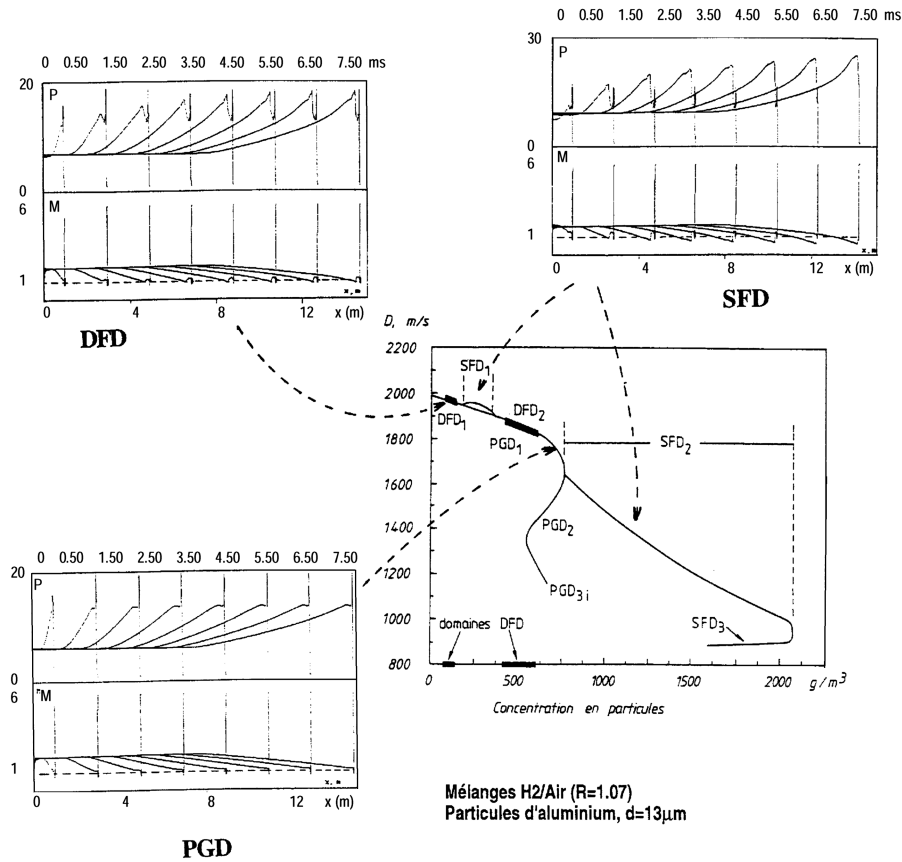 0 0.50 1.50 2.50 3.50 4.50 5.50 6.50 7.50 ms
30
P
0
6
M
1
x, m
0 4 8 12 x (m)
SFD
0 0.50 1.50 2.50 3.50 4.50 5.50 6.50 7.50 ms
20
P
0
6
M
1
x, m
0 4 8 12 x (m)
DFD
D, m/s
2200
2000
1800
1600
1400
1200
1000
800
SFD1
DFD1
DFD2
PGD1
SFD2
PGD2
PGD3i
SFD3
domaines DFD
0 500 1000 1500 2000 g/m3
Concentration en particules
0 0.50 1.50 2.50 3.50 4.50 5.50 6.50 7.50
20
P
0
6
M
1
x, m
0 4 8 12 x (m)
PGD
Mélanges H2/Air (R=1.07)
Particules d'aluminium, d=13µm